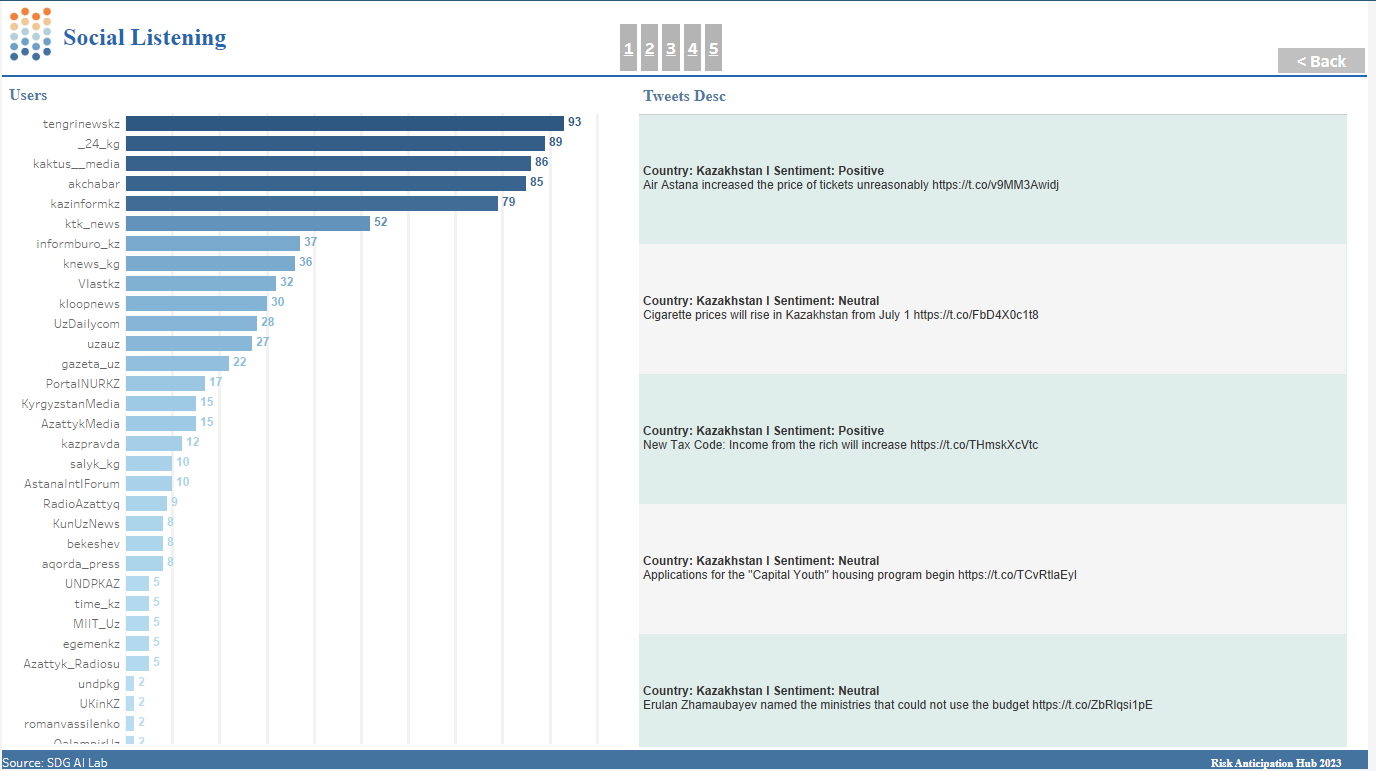 Social Listening
1 2 3 4 5
< Back
Users
tengrinewskz 93
_24_kg 89
kaktus__media 86
akchabar 85
kazinformkz 79
ktk_news 52
informburo_kz 37
knews_kg 36
Vlastkz 32
kloopnews 30
UzDailycom 28
uzauz 27
gazeta_uz 22
PortalNURKZ 17
KyrgyzstanMedia 15
AzattykMedia 15
kazpravda 12
salyk_kg 10
AstanaIntlForum 10
RadioAzattyq 9
KunUzNews 8
bekeshev 8
aqorda_press 8
UNDPKAZ 5
time_kz 5
MIIT_Uz 5
egemenkz 5
Azattyk_Radiosu 5
undpkg 2
UKinKZ 2
romanvassilenko 2
QalampirUz 2
Tweets Desc
Country: Kazakhstan I Sentiment: Positive
Air Astana increased the price of tickets unreasonably https://t.co/v9MM3Awidj
Country: Kazakhstan I Sentiment: Neutral
Cigarette prices will rise in Kazakhstan from July 1 https://t.co/FbD4X0c1t8
Country: Kazakhstan I Sentiment: Positive
New Tax Code: Income from the rich will increase https://t.co/THmskXcVtc
Country: Kazakhstan I Sentiment: Neutral
Applications for the "Capital Youth" housing program begin https://t.co/TCvRtlaEyI
Country: Kazakhstan I Sentiment: Neutral
Erulan Zhamaubayev named the ministries that could not use the budget https://t.co/ZbRlqsi1pE
Source: SDG AI Lab
Risk Anticipation Hub 2023